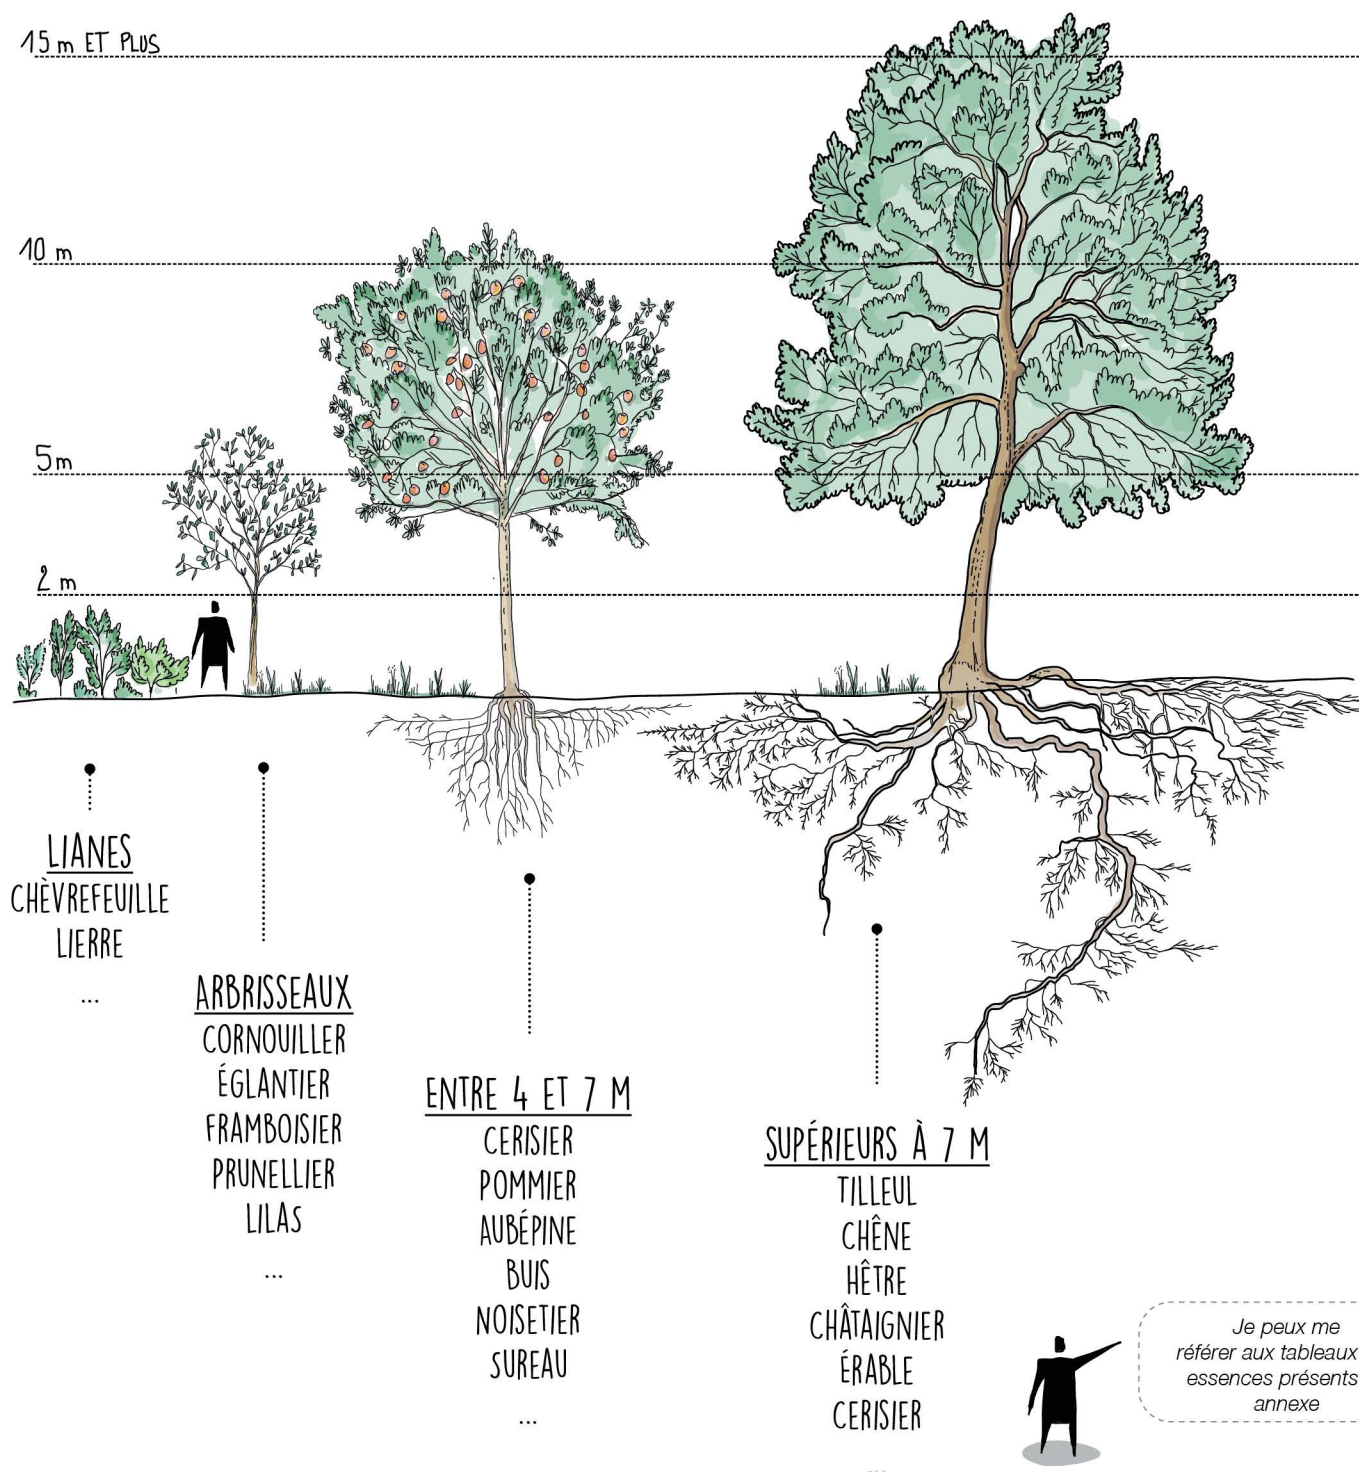 15 m ET PLUS
10 m
5m
2 m
LIANES
CHÈVREFEUILLE
LIERRE
...
ARBRISSEAUX
CORNOUILLER
ÉGLANTIER
FRAMBOISIER
PRUNELLIER
LILAS
...
ENTRE 4 ET 7 M
CERISIER
POMMIER
AUBÉPINE
BUIS
NOISETIER
SUREAU
...
SUPÉRIEURS À 7 M
TILLEUL
CHÊNE
HÊTRE
CHÂTAIGNIER
ÉRABLE
CERISIER
...
Je peux me
référer aux tableaux
essences présents
annexe